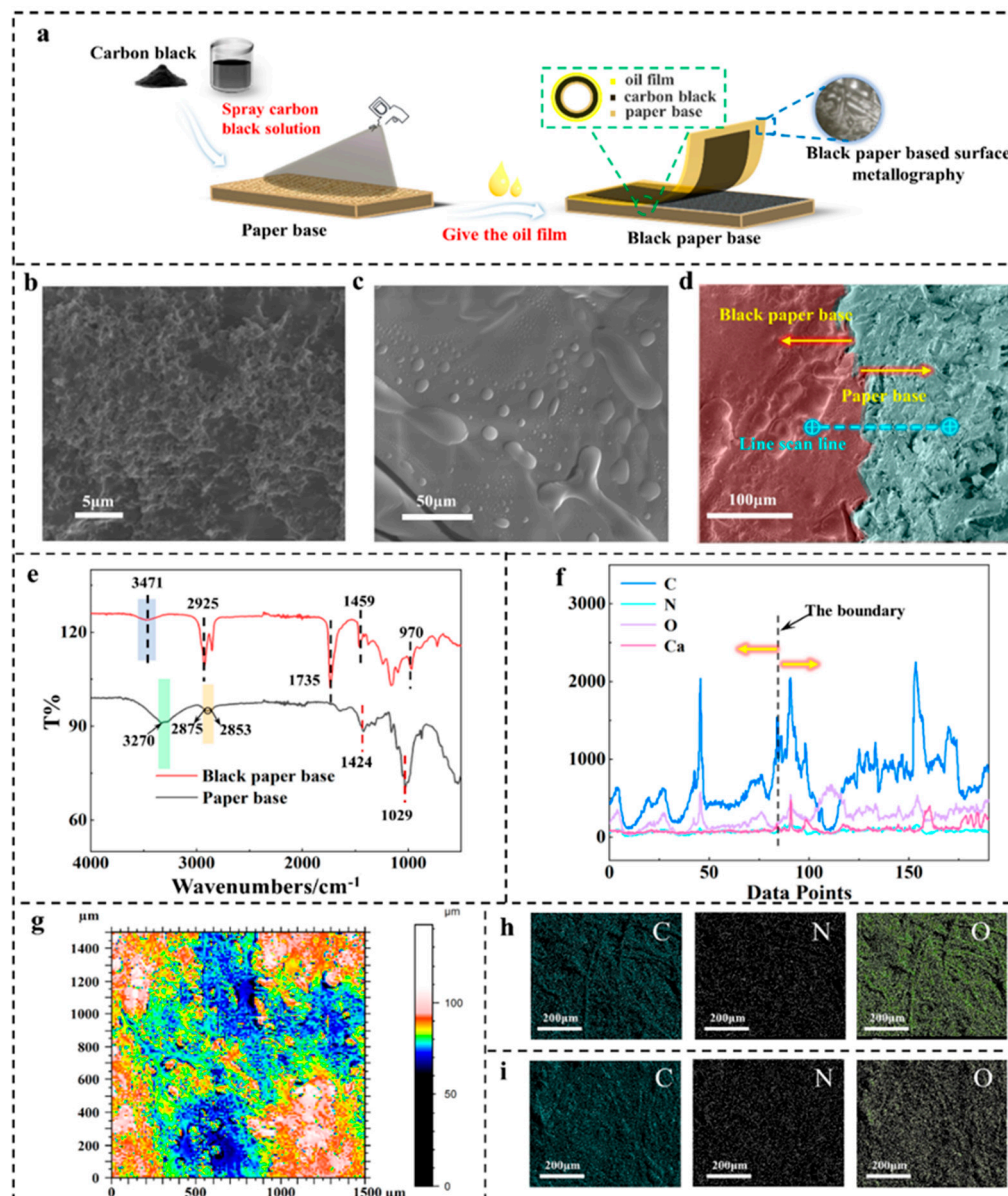 a
Carbon black
Spray carbon
black solution
Paper base
Give the oil film
oil film
carbon black
paper base
Black paper base
Black paper based surface
metallography
b
5μm
c
50μm
d
Black paper base
Paper base
Line scan line
100μm
e
3471
2925
1459
970
1735
3270
2875
2853
1424
1029
Black paper base
Paper base
T%
120
90
60
4000
3000
2000
1000
Wavenumbers/cm⁻¹
f
C
N
O
Ca
The boundary
3000
2000
1000
0
0
50
100
150
Data Points
g
μm
1400
1200
1000
800
600
400
200
0
0
500
1000
1500 μm
μm
100
50
0
h
C
200μm
N
200μm
O
200μm
i
C
200μm
N
200μm
O
200μm